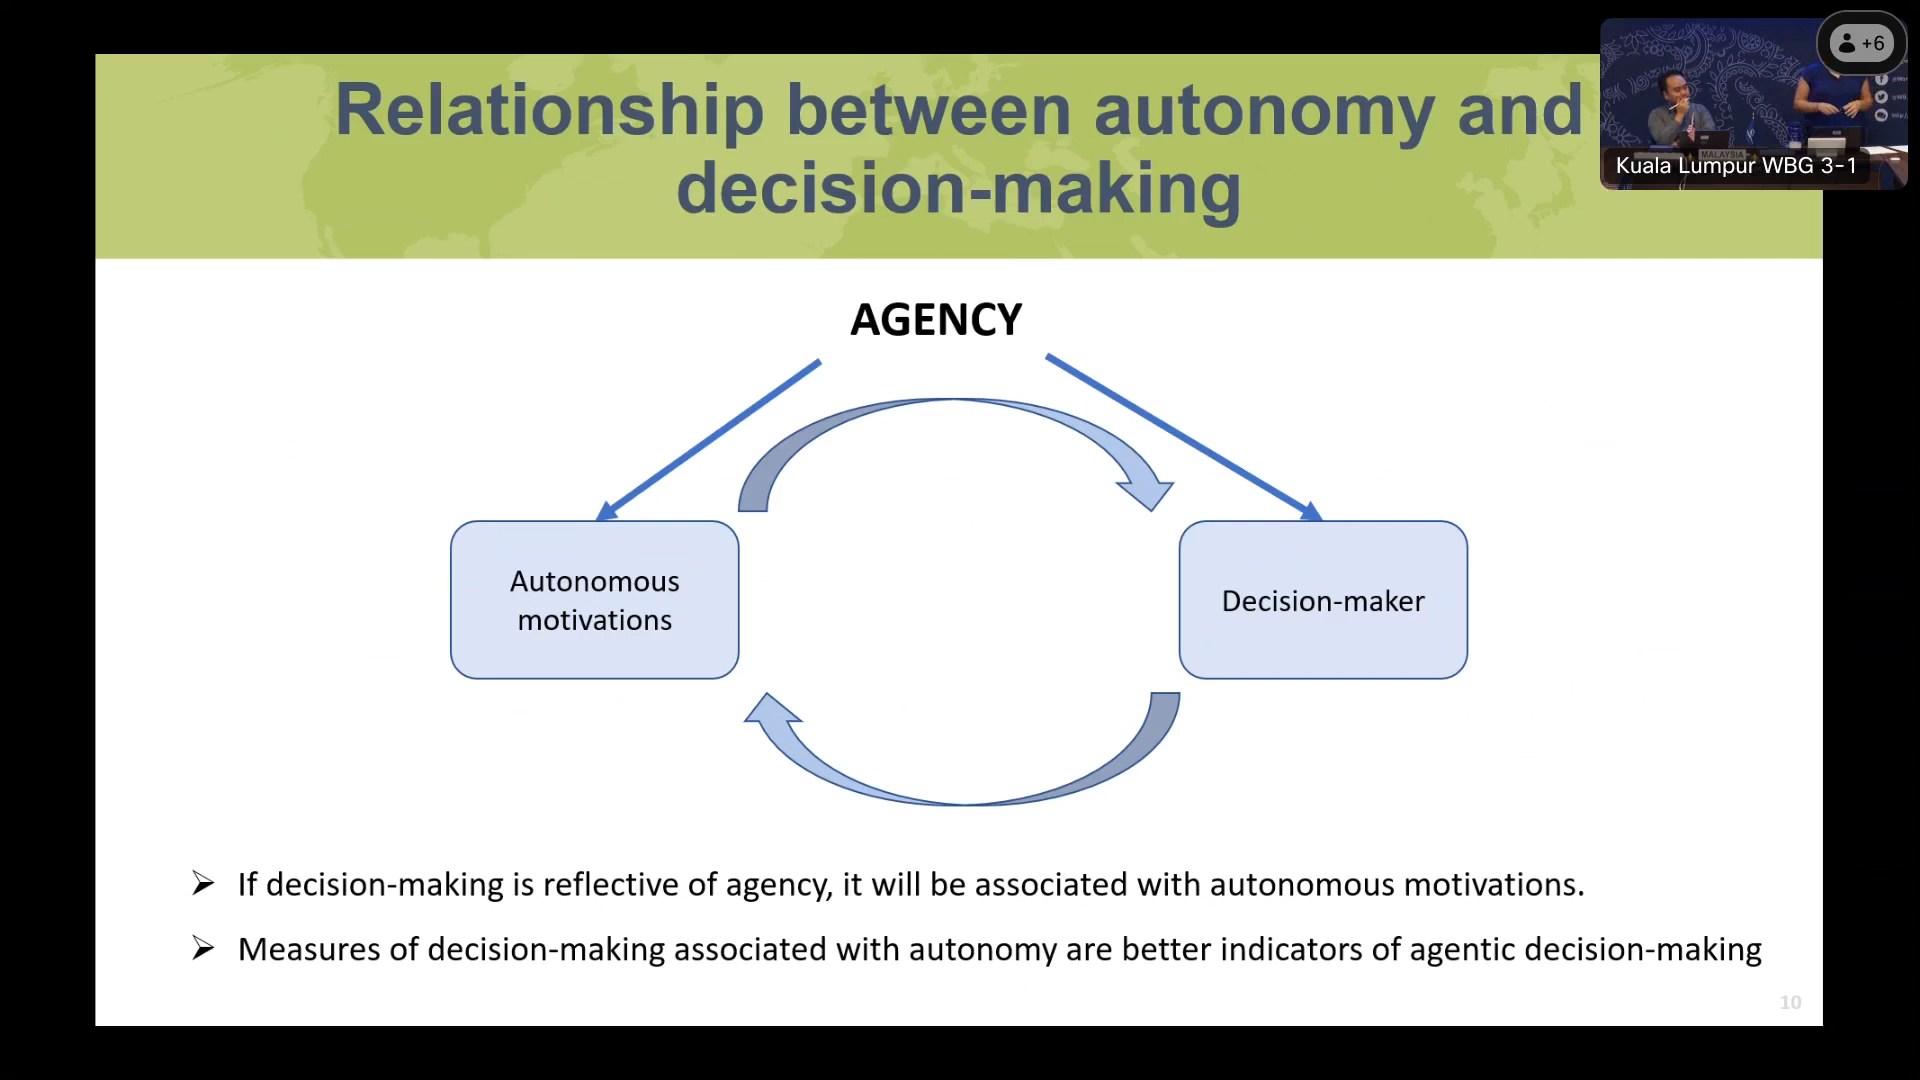 Relationship between autonomy and
decision-making
+6
MALAYSIA
Kuala Lumpur WBG 3-1
AGENCY
Autonomous
motivations
Decision-maker
➢ If decision-making is reflective of agency, it will be associated with autonomous motivations.
➢ Measures of decision-making associated with autonomy are better indicators of agentic decision-making
10